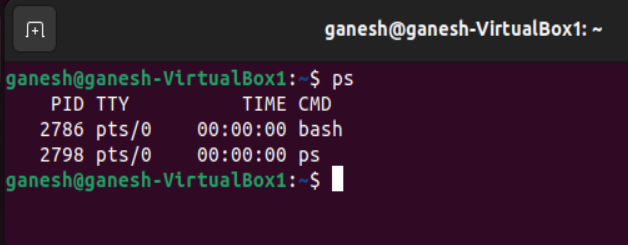 ganesh@ganesh-VirtualBox1: ~
ganesh@ganesh-VirtualBox1:~$ ps
    PID TTY          TIME CMD
   2786 pts/0    00:00:00 bash
   2798 pts/0    00:00:00 ps
ganesh@ganesh-VirtualBox1:~$